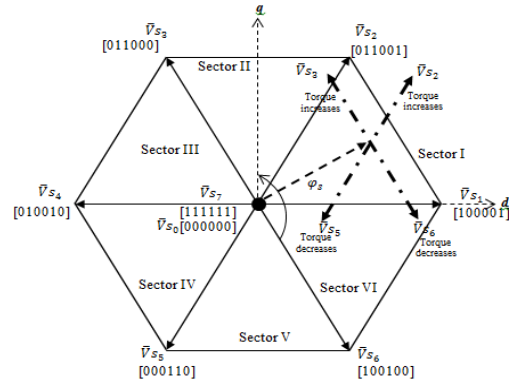 q
V̄s₃
[011000]
V̄s₂
[011001]
Sector II
V̄s₃
V̄s₂
Torque
increases
Torque
increases
Sector III
Sector I
φₛ
V̄s₄
[010010]
V̄s₇
[111111]
V̄s₀[000000]
V̄s₁
d
[100001]
V̄s₅
V̄s₆
Torque
decreases
Torque
decreases
Sector IV
Sector VI
Sector V
V̄s₅
[000110]
V̄s₆
[100100]